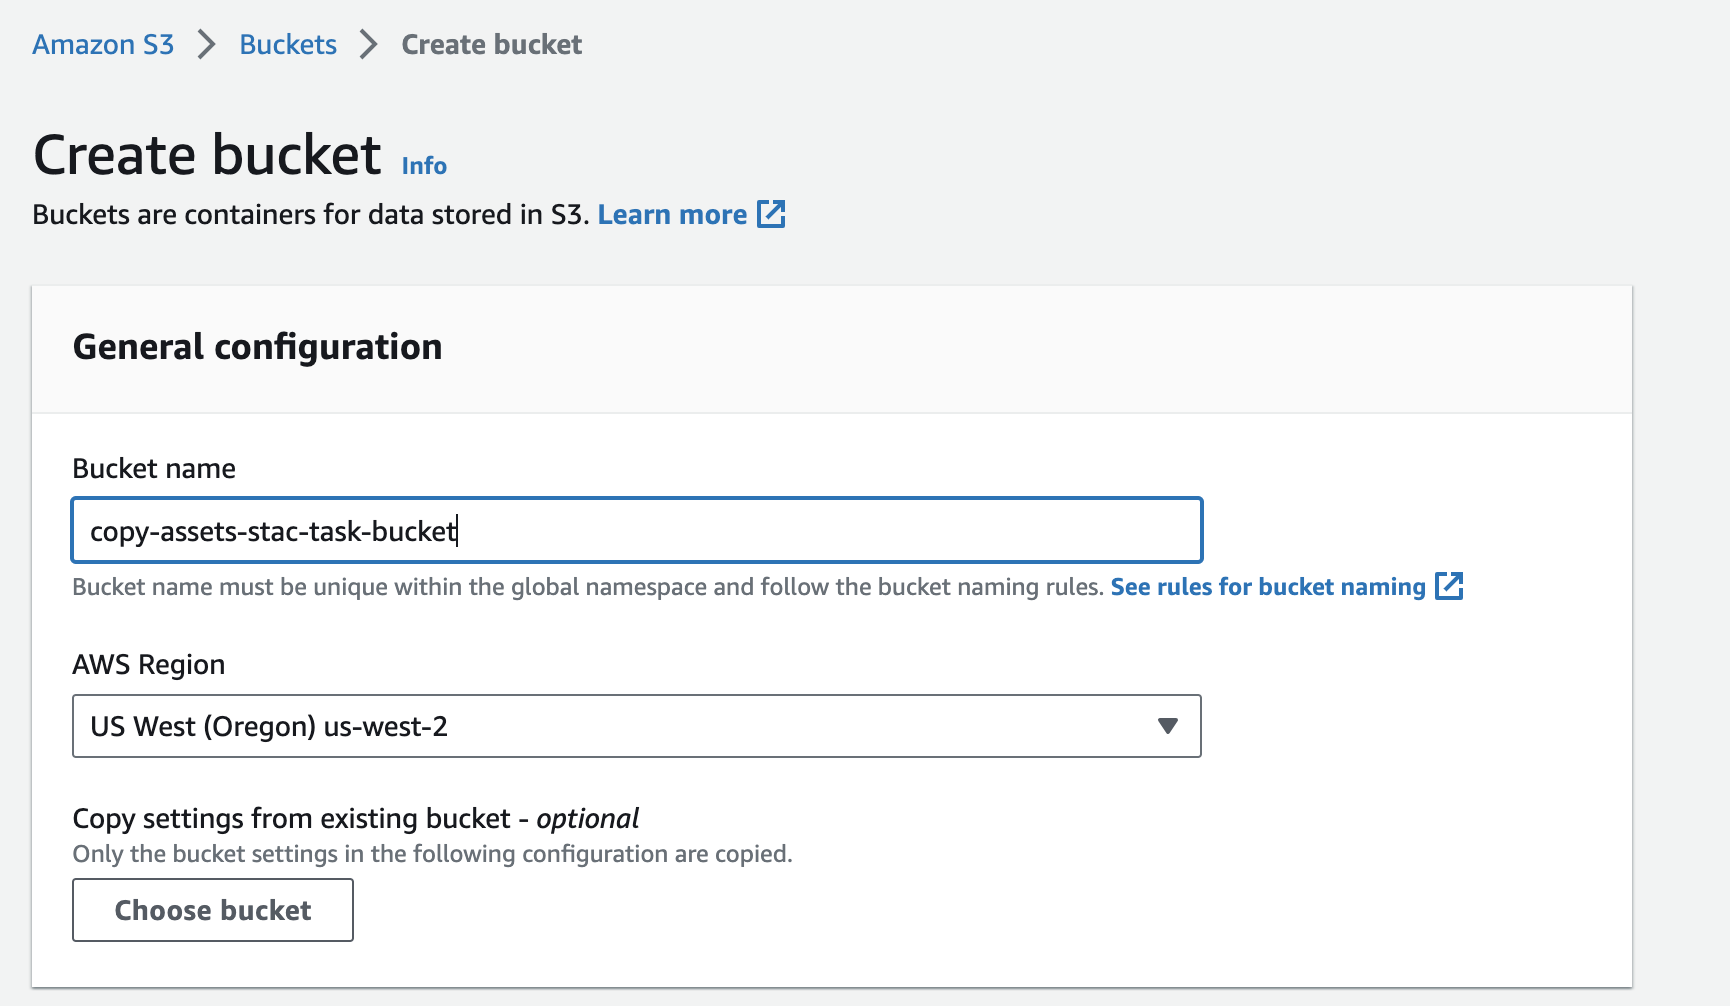 Amazon S3 > Buckets > Create bucket
Create bucket Info
Buckets are containers for data stored in S3. Learn more
General configuration
Bucket name
copy-assets-stac-task-bucket
Bucket name must be unique within the global namespace and follow the bucket naming rules. See rules for bucket naming
AWS Region
US West (Oregon) us-west-2
Copy settings from existing bucket - optional
Only the bucket settings in the following configuration are copied.
Choose bucket